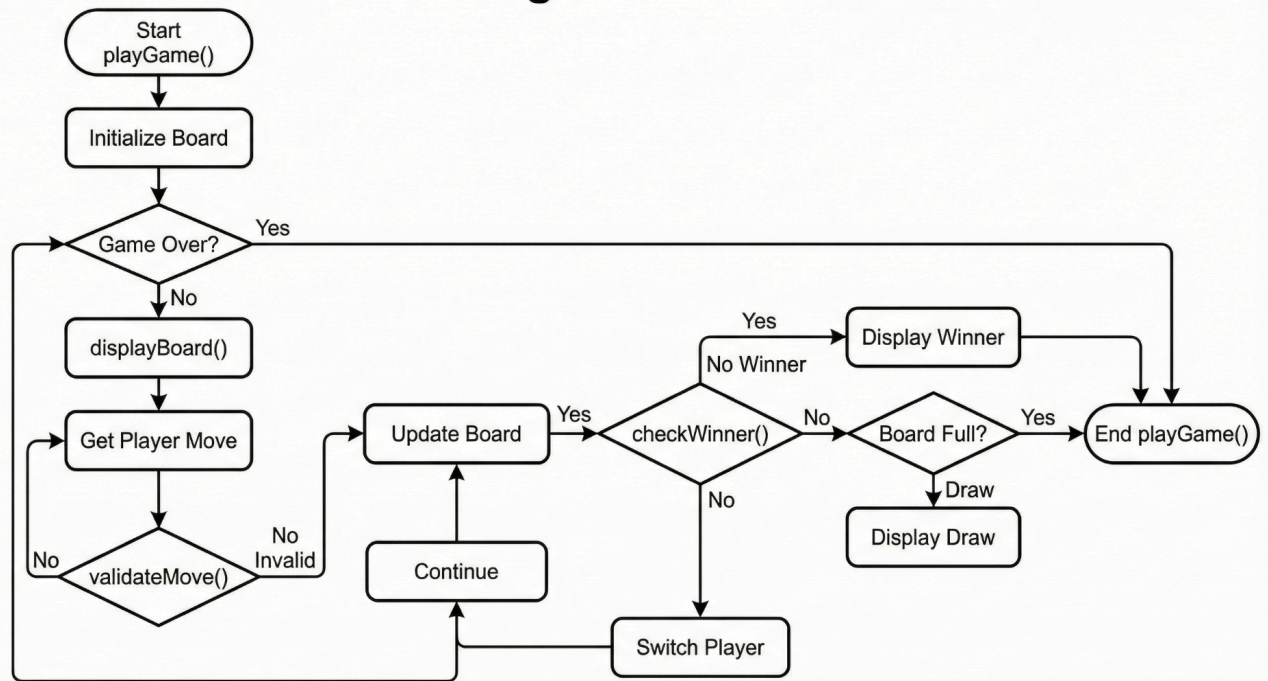 Start
playGame()
Initialize Board
Game Over?
Yes
No
displayBoard()
Get Player Move
No
validateMove()
No
Invalid
Update Board
Continue
Yes
checkWinner()
Yes
No Winner
Display Winner
No
Board Full?
Yes
End playGame()
Draw
Display Draw
No
Switch Player